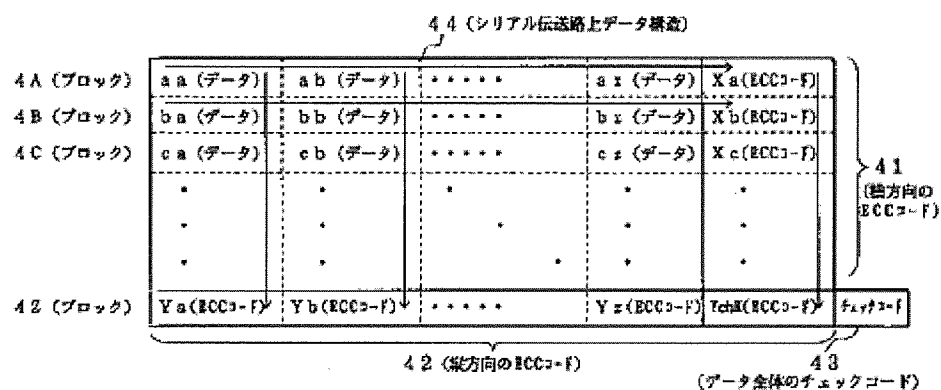 44（シリアル伝送路上データ構造）
4A（ブロック） aa（データ） ab（データ） ・・・・・ az（データ） Xa(ECCコード)
4B（ブロック） ba（データ） bb（データ） ・・・・・ bz（データ） Xb(ECCコード)
4C（ブロック） ca（データ） cb（データ） ・・・・・ cz（データ） Xc(ECCコード)
41
（横方向の
ECCコード）
4Z（ブロック） Ya(ECCコード) Yb(ECCコード) ・・・・・ Yz(ECCコード) (ECCコード) チェックコード
42（縦方向のECCコード） 43
（データ全体のチェックコード）